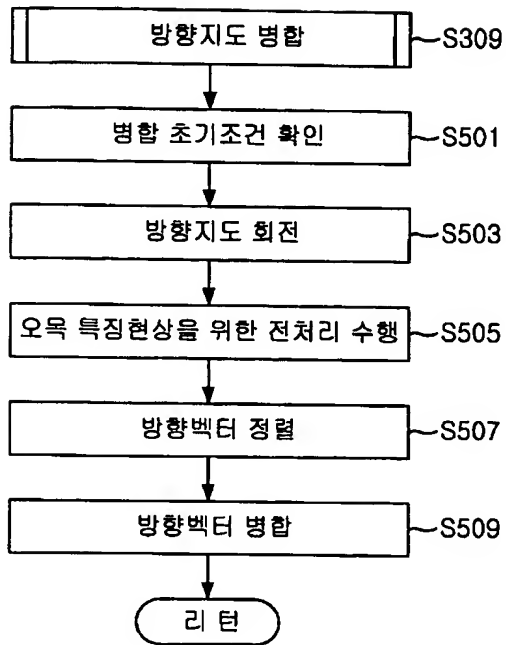 방향지도 병합 S309
병합 초기조건 확인 S501
방향지도 회전 S503
오목 특징현상을 위한 전처리 수행 S505
방향벡터 정렬 S507
방향벡터 병합 S509
리 턴